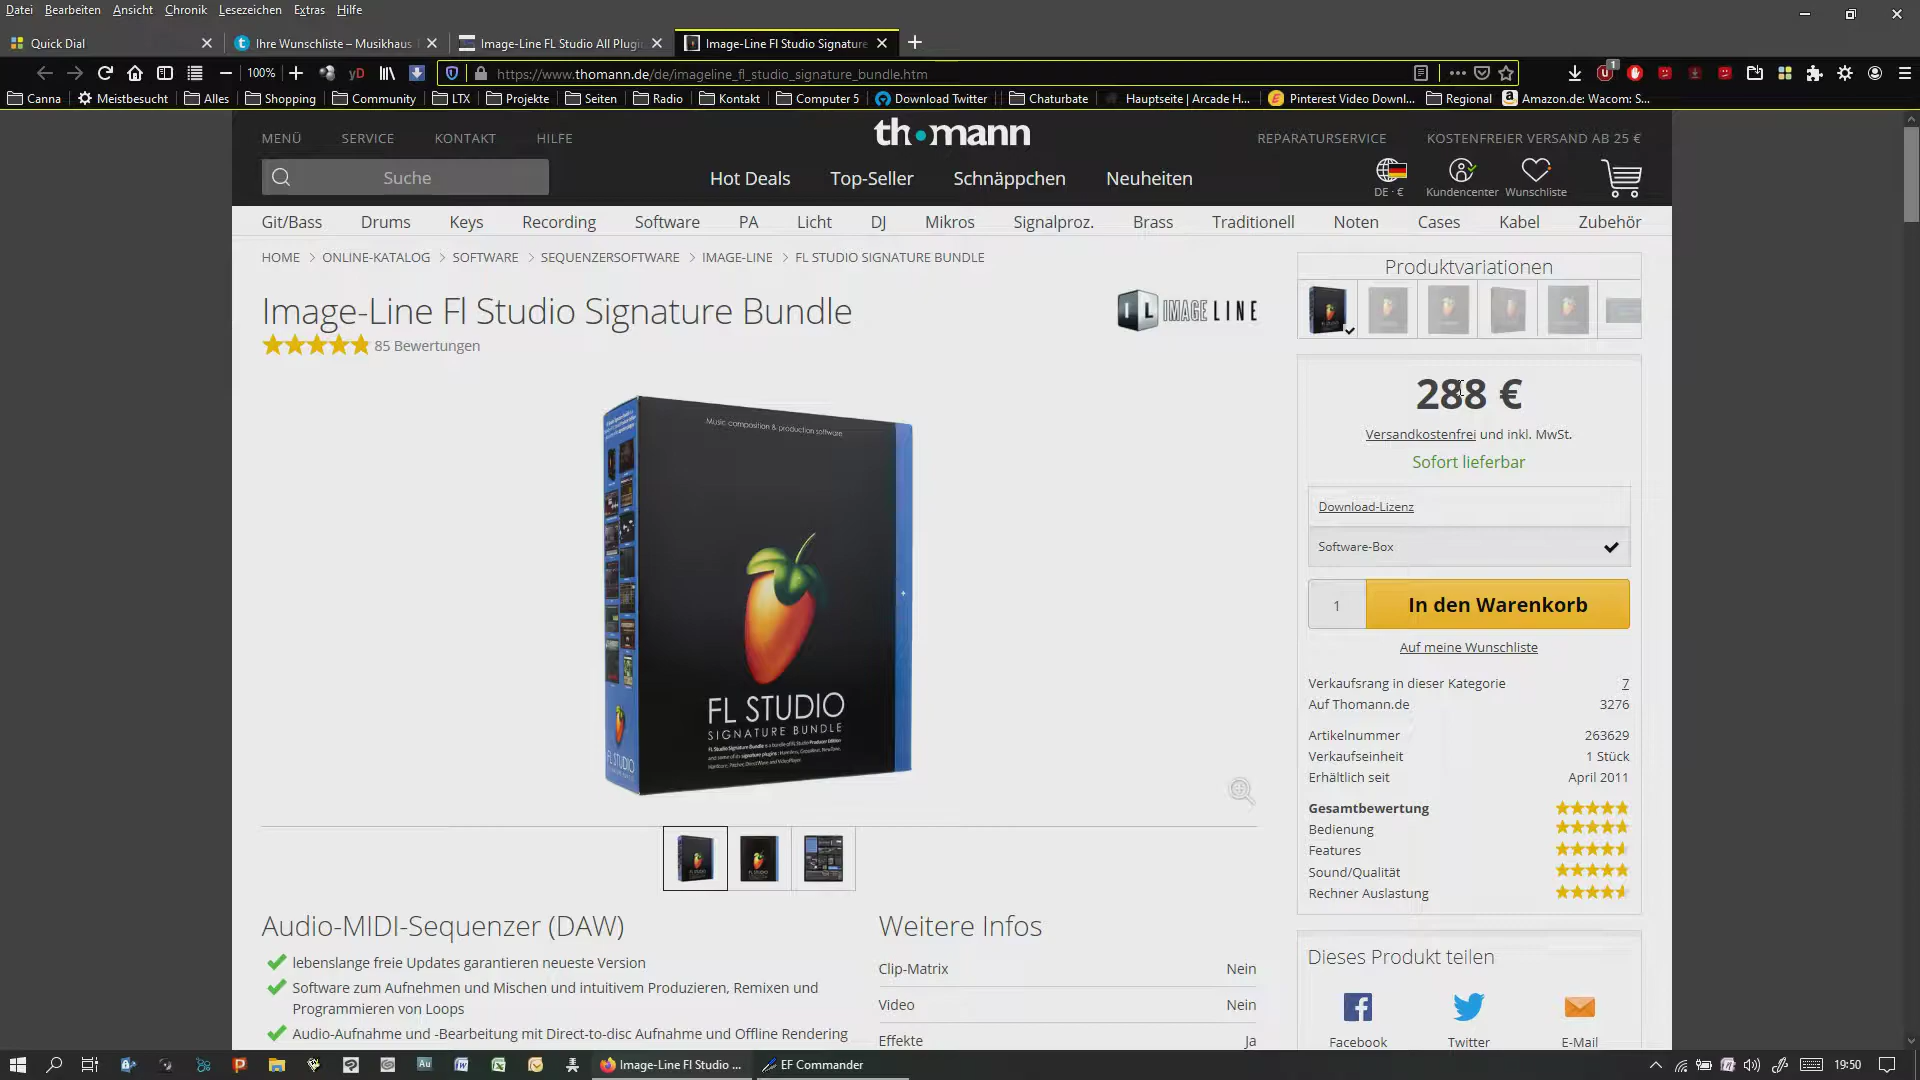 Datei Bearbeiten Ansicht Chronik Lesezeichen Extras Hilfe
Quick Dial
Ihre Wunschliste – Musikhaus
Image-Line FL Studio All Plugi
Image-Line Fl Studio Signature
100%
yD
https://www.thomann.de/de/imageline_fl_studio_signature_bundle.htm
1
Canna Meistbesucht Alles Shopping Community LTX Projekte Seiten Radio Kontakt Computer 5 Download Twitter Chaturbate Hauptseite | Arcade H... Pinterest Video Downl... Regional Amazon.de: Wacom: S...
MENÜ SERVICE KONTAKT HILFE
th•mann
REPARATURSERVICE KOSTENFREIER VERSAND AB 25 €
Suche
Hot Deals Top-Seller Schnäppchen Neuheiten
DE · € Kundencenter Wunschliste
Git/Bass Drums Keys Recording Software PA Licht DJ Mikros Signalproz. Brass Traditionell Noten Cases Kabel Zubehör
HOME > ONLINE-KATALOG > SOFTWARE > SEQUENZERSOFTWARE > IMAGE-LINE > FL STUDIO SIGNATURE BUNDLE
Image-Line Fl Studio Signature Bundle
85 Bewertungen
IL IMAGE LINE
Music composition & production software
FL STUDIO
SIGNATURE BUNDLE
FL STUDIO
Produktvariationen
288 €
Versandkostenfrei und inkl. MwSt.
Sofort lieferbar
Download-Lizenz
Software-Box
1 In den Warenkorb
Auf meine Wunschliste
Verkaufsrang in dieser Kategorie 7
Auf Thomann.de 3276
Artikelnummer 263629
Verkaufseinheit 1 Stück
Erhältlich seit April 2011
Gesamtbewertung
Bedienung
Features
Sound/Qualität
Rechner Auslastung
Audio-MIDI-Sequenzer (DAW)
lebenslange freie Updates garantieren neueste Version
Software zum Aufnehmen und Mischen und intuitivem Produzieren, Remixen und
Programmieren von Loops
Audio-Aufnahme und -Bearbeitung mit Direct-to-disc Aufnahme und Offline Rendering
Weitere Infos
Clip-Matrix Nein
Video Nein
Effekte Ja
Dieses Produkt teilen
Facebook Twitter E-Mail
Au
Image-Line Fl Studio ...
EF Commander
19:50